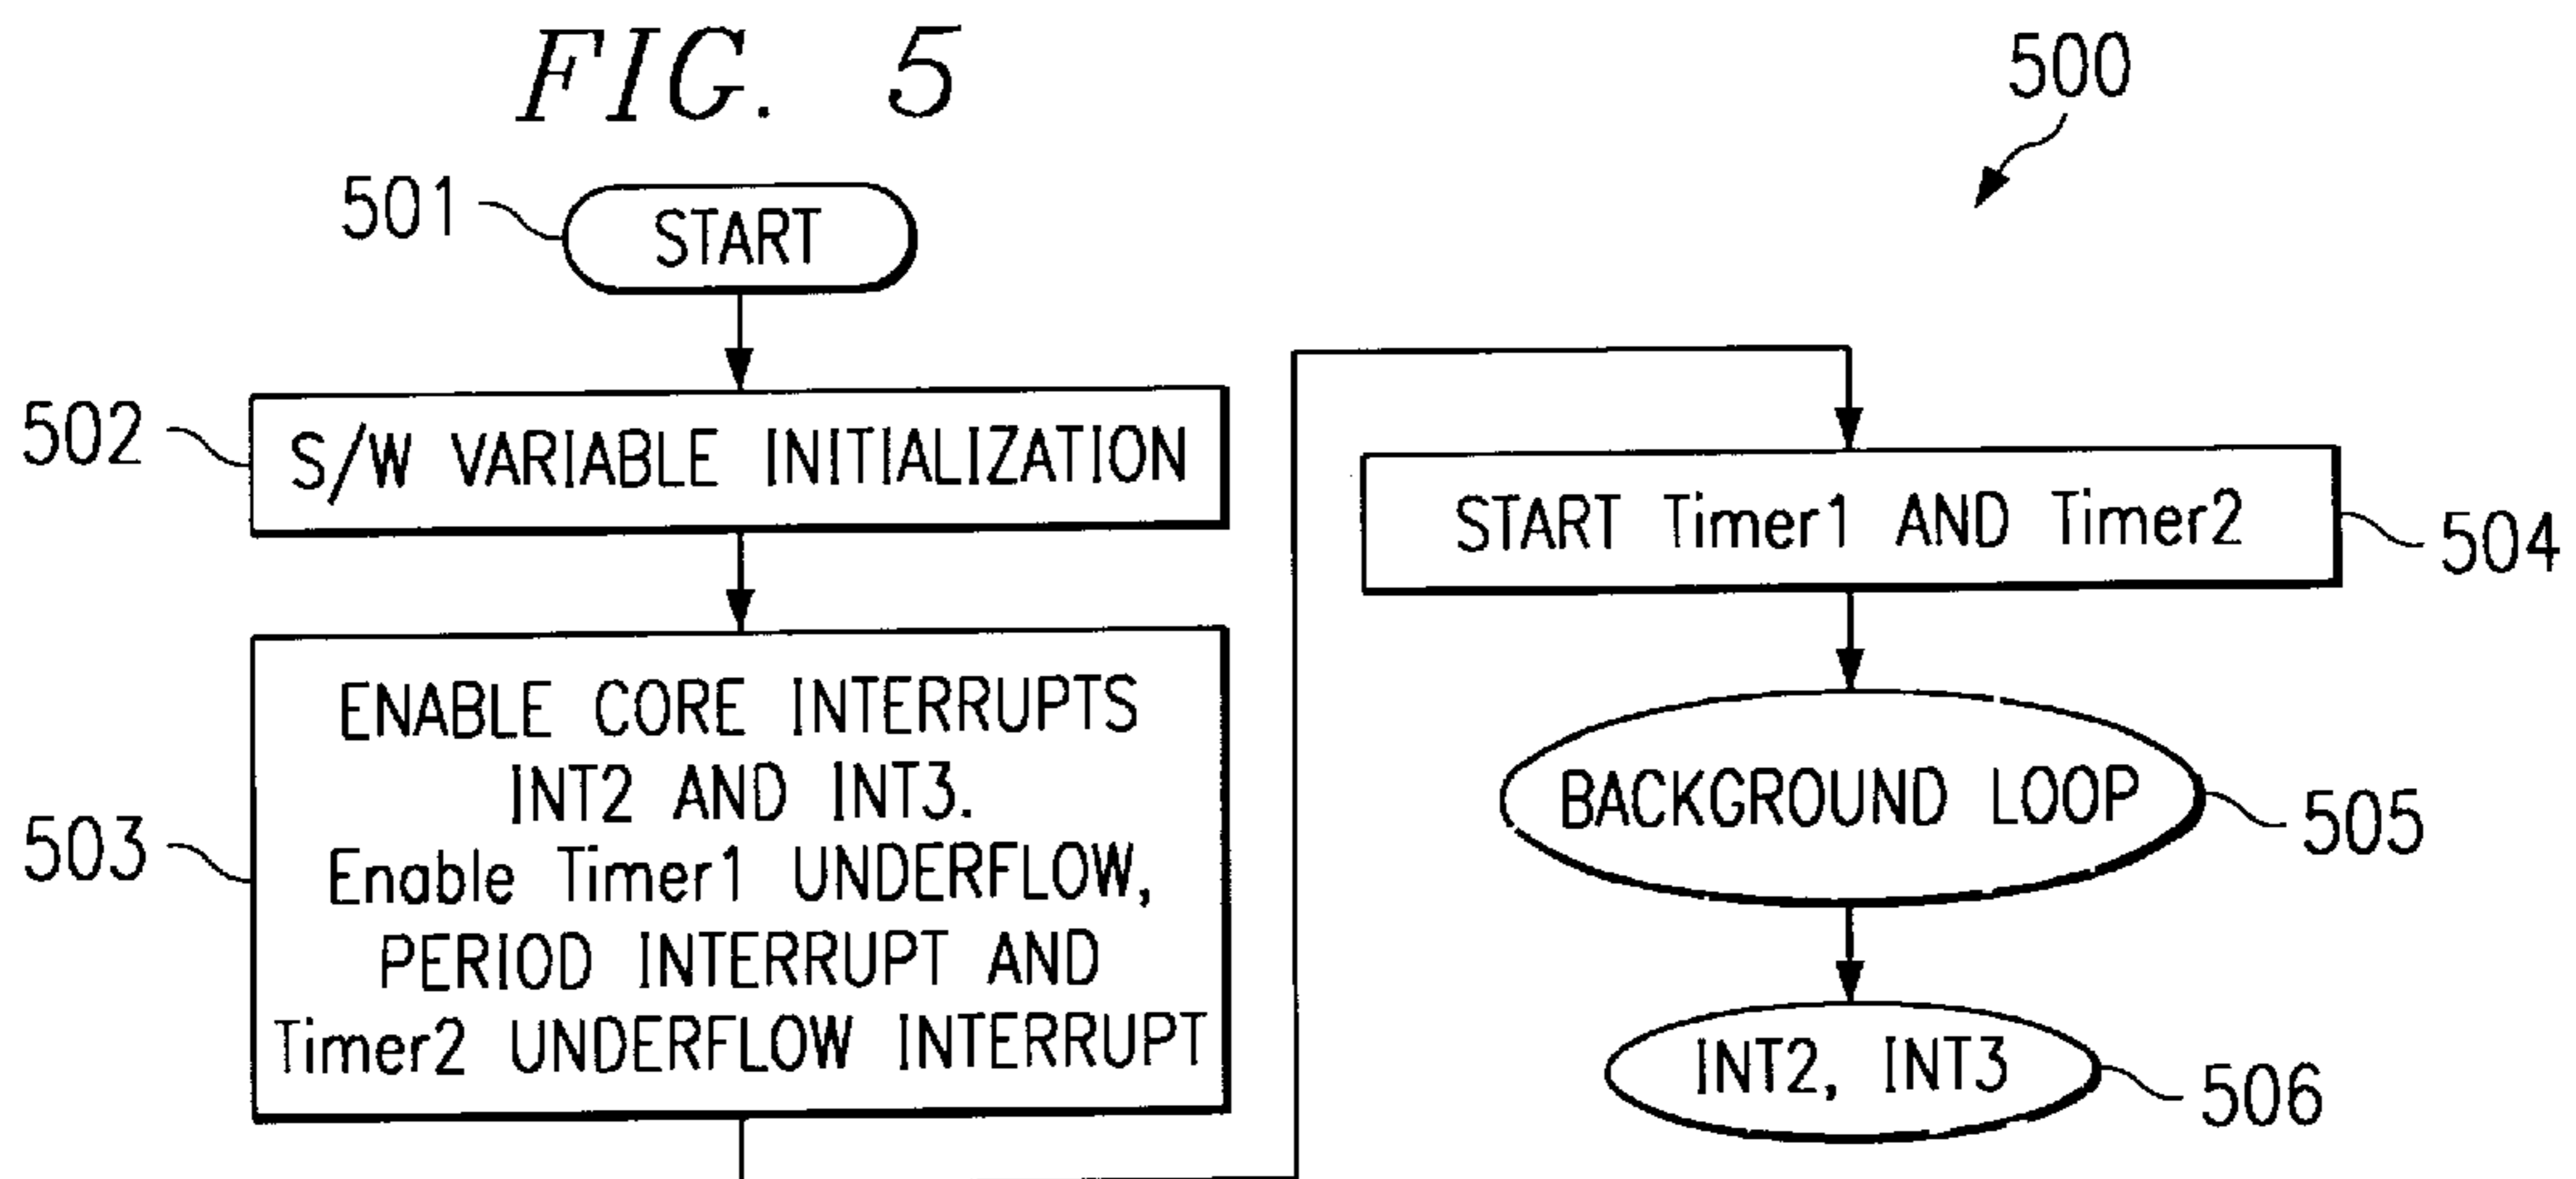 FIG. 5
500
501
START
502
S/W VARIABLE INITIALIZATION
503
ENABLE CORE INTERRUPTS
INT2 AND INT3.
Enable Timer1 UNDERFLOW,
PERIOD INTERRUPT AND
Timer2 UNDERFLOW INTERRUPT
START Timer1 AND Timer2
504
BACKGROUND LOOP
505
INT2, INT3
506